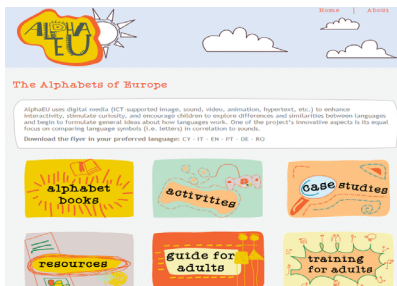 Home | About
ALPHA
EU
The Alphabets of Europe
AlphaEU uses digital media (ICT-supported image, sound, video, animation, hypertext, etc.) to enhance
interactivity, stimulate curiosity, and encourage children to explore differences and similarities between languages
and begin to formulate general ideas about how languages work. One of the project's innovative aspects is its equal
focus on comparing language symbols (i.e. letters) in correlation to sounds.
Download the flyer in your preferred language: CY - IT - EN - PT - DE - RO
alphabet
books
activities
case studies
resources
guide for
adults
training
for adults